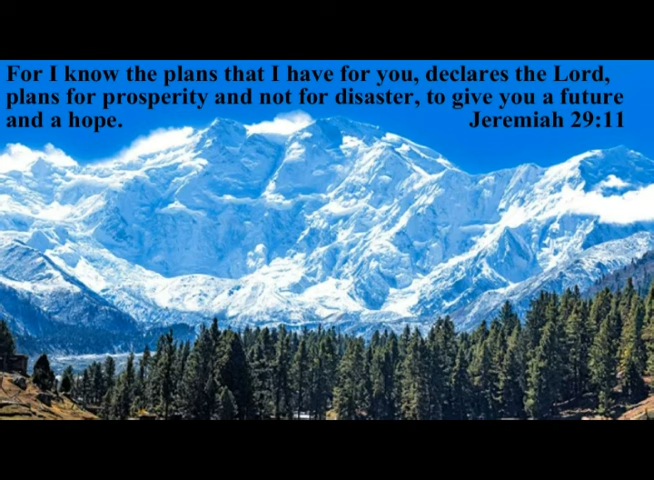 For I know the plans that I have for you, declares the Lord,
plans for prosperity and not for disaster, to give you a future
and a hope. Jeremiah 29:11